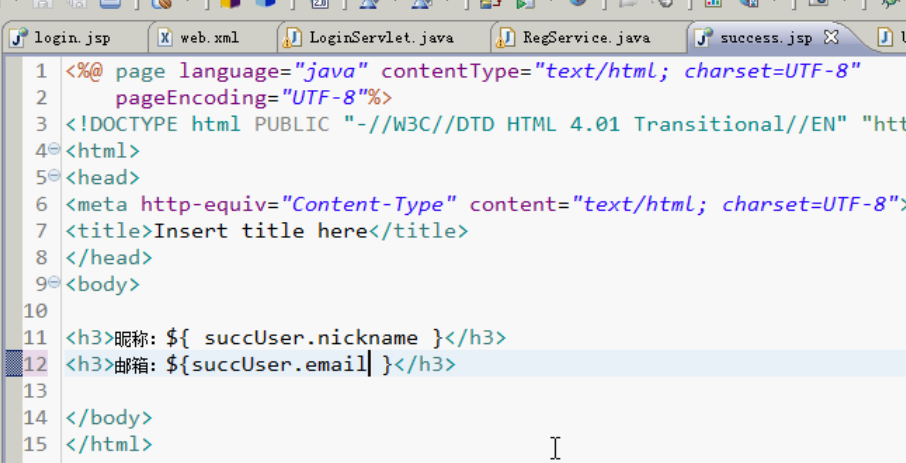 login.jsp web.xml LoginServlet.java RegService.java success.jsp
1 <%@ page language="java" contentType="text/html; charset=UTF-8"
2 pageEncoding="UTF-8"%>
3 <!DOCTYPE html PUBLIC "-//W3C//DTD HTML 4.01 Transitional//EN" "htt
4 <html>
5 <head>
6 <meta http-equiv="Content-Type" content="text/html; charset=UTF-8">
7 <title>Insert title here</title>
8 </head>
9 <body>
10
11 <h3>昵称：${ succUser.nickname }</h3>
12 <h3>邮箱：${succUser.email }</h3>
13
14 </body>
15 </html>